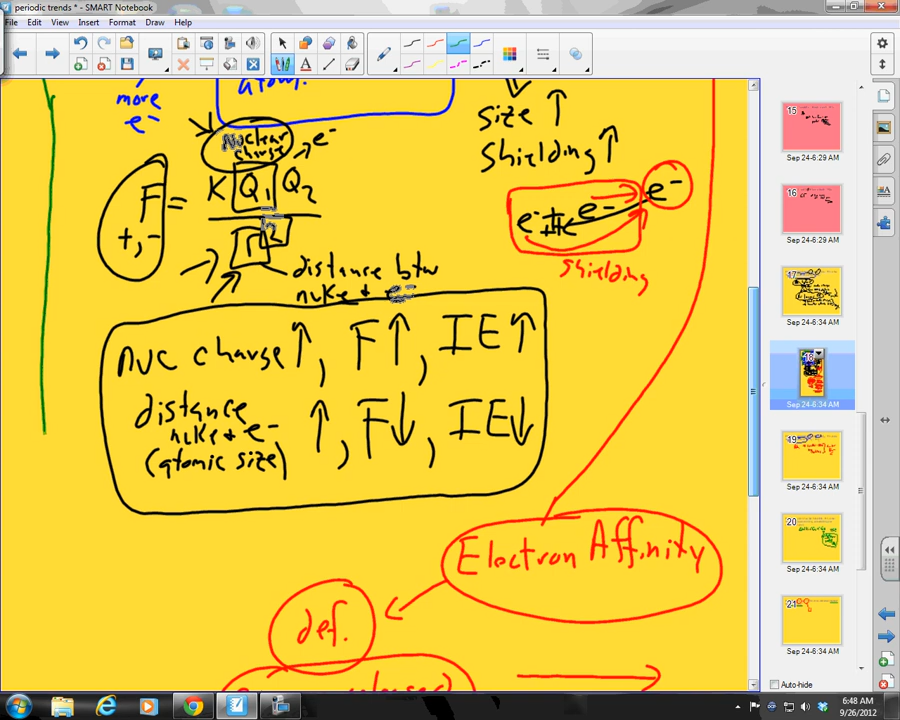 periodic trends * - SMART Notebook
File Edit View Insert Format Draw Help
more
e-
atom.
size ↑
shielding ↑
nuclear
charge
e-
F = K Q1 Q2
r2
+, -
e- e- e-
shielding
distance btw
nuke + e-
nuc charge ↑, F ↑, IE ↑
distance
nuke + e- ↑, F ↓, IE ↓
(atomic size)
Electron Affinity
def.
15
Sep 24-6:29 AM
16
Sep 24-6:29 AM
17
Sep 24-6:34 AM
18
Sep 24-6:34 AM
19
Sep 24-6:34 AM
20
Sep 24-6:34 AM
21
Sep 24-6:34 AM
Auto-hide
6:48 AM
9/26/2012